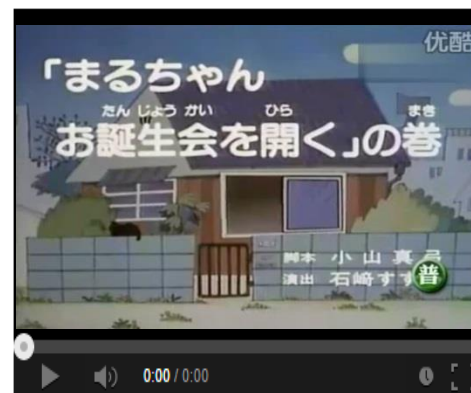 优酷
「まるちゃん
たんじょうかい ひら まき
お誕生会を開く」の巻
脚本 小山真弓
演出 石崎すす
普
0:00 / 0:00